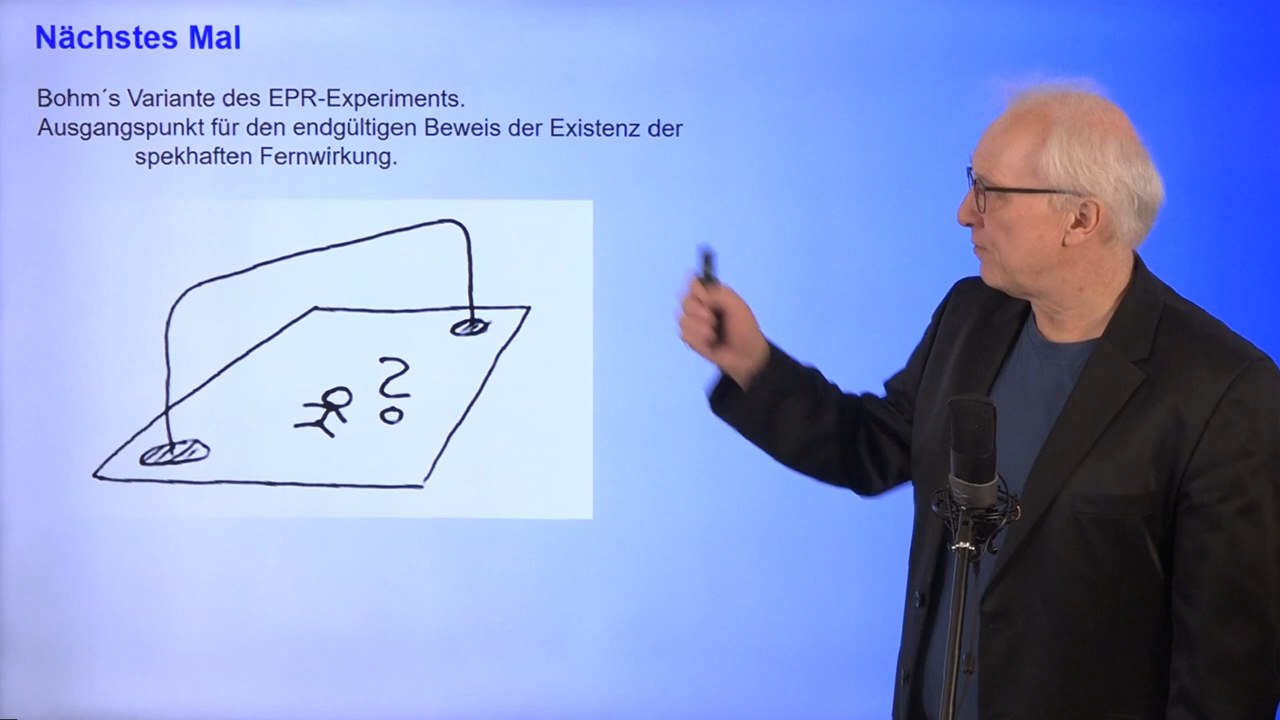 Nächstes Mal
Bohm´s Variante des EPR-Experiments.
Ausgangspunkt für den endgültigen Beweis der Existenz der
spekhaften Fernwirkung.
?